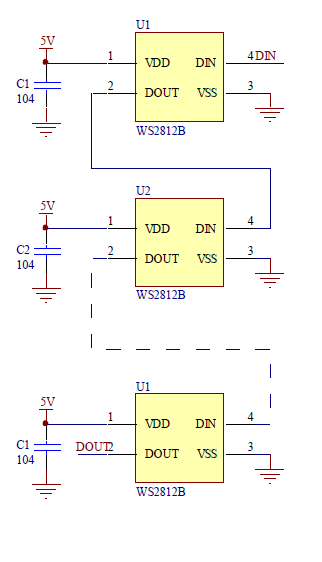 U1
5V
1 VDD DIN 4 DIN
C1
104
2 DOUT VSS 3
WS2812B
U2
5V
1 VDD DIN 4
C2
104
2 DOUT VSS 3
WS2812B
U1
5V
1 VDD DIN 4
C1
104
DOUT 2 DOUT VSS 3
WS2812B